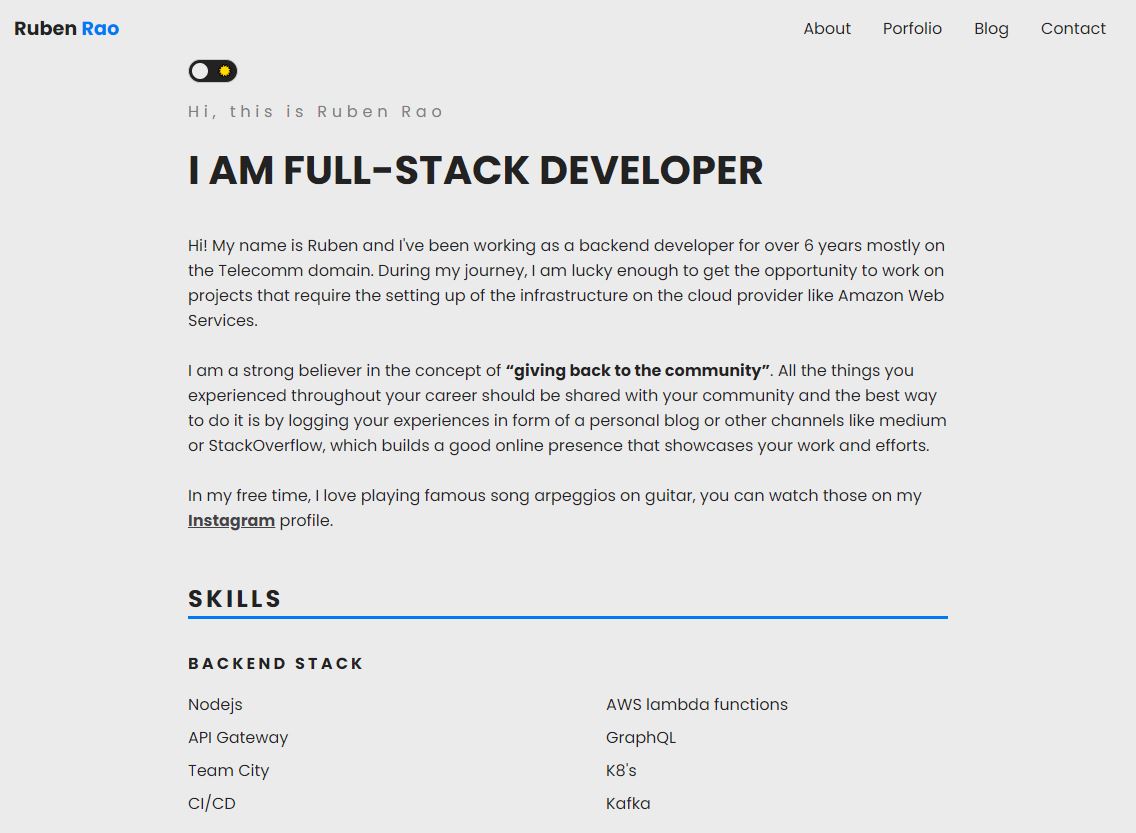 Ruben Rao
About Porfolio Blog Contact
Hi, this is Ruben Rao
I AM FULL-STACK DEVELOPER
Hi! My name is Ruben and I've been working as a backend developer for over 6 years mostly on
the Telecomm domain. During my journey, I am lucky enough to get the opportunity to work on
projects that require the setting up of the infrastructure on the cloud provider like Amazon Web
Services.
I am a strong believer in the concept of “giving back to the community”. All the things you
experienced throughout your career should be shared with your community and the best way
to do it is by logging your experiences in form of a personal blog or other channels like medium
or StackOverflow, which builds a good online presence that showcases your work and efforts.
In my free time, I love playing famous song arpeggios on guitar, you can watch those on my
Instagram profile.
SKILLS
BACKEND STACK
Nodejs
AWS lambda functions
API Gateway
GraphQL
Team City
K8's
CI/CD
Kafka